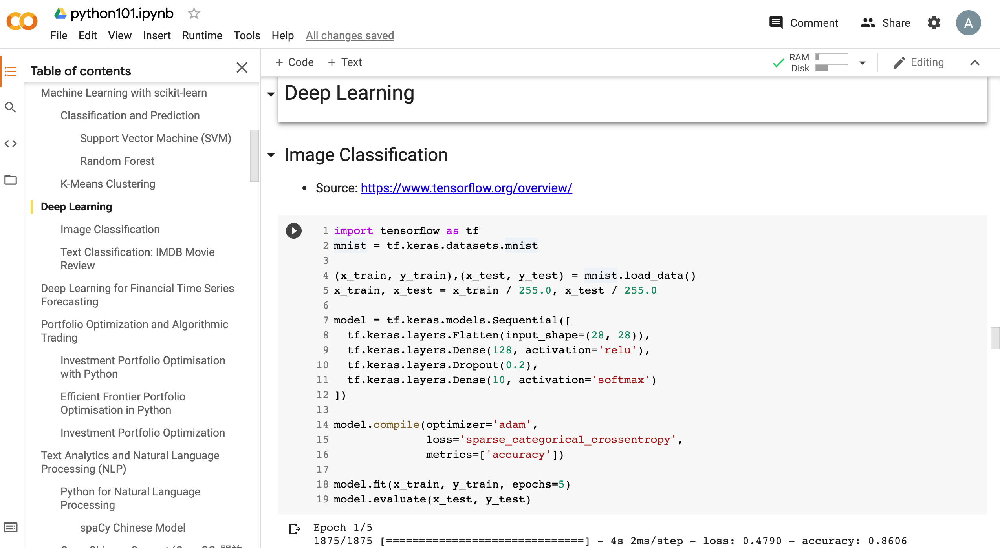 python101.ipynb
File Edit View Insert Runtime Tools Help All changes saved
Comment Share A
Table of contents
Machine Learning with scikit-learn
Classification and Prediction
Support Vector Machine (SVM)
Random Forest
K-Means Clustering
Deep Learning
Image Classification
Text Classification: IMDB Movie
Review
Deep Learning for Financial Time Series
Forecasting
Portfolio Optimization and Algorithmic
Trading
Investment Portfolio Optimisation
with Python
Efficient Frontier Portfolio
Optimisation in Python
Investment Portfolio Optimization
Text Analytics and Natural Language
Processing (NLP)
Python for Natural Language
Processing
spaCy Chinese Model
+ Code + Text
RAM
Disk
Editing
Deep Learning
Image Classification
• Source: https://www.tensorflow.org/overview/
1 import tensorflow as tf
2 mnist = tf.keras.datasets.mnist
3
4 (x_train, y_train),(x_test, y_test) = mnist.load_data()
5 x_train, x_test = x_train / 255.0, x_test / 255.0
6
7 model = tf.keras.models.Sequential([
8   tf.keras.layers.Flatten(input_shape=(28, 28)),
9   tf.keras.layers.Dense(128, activation='relu'),
10   tf.keras.layers.Dropout(0.2),
11   tf.keras.layers.Dense(10, activation='softmax')
12 ])
13
14 model.compile(optimizer='adam',
15               loss='sparse_categorical_crossentropy',
16               metrics=['accuracy'])
17
18 model.fit(x_train, y_train, epochs=5)
19 model.evaluate(x_test, y_test)
Epoch 1/5
1875/1875 [==============================] - 4s 2ms/step - loss: 0.4790 - accuracy: 0.8606